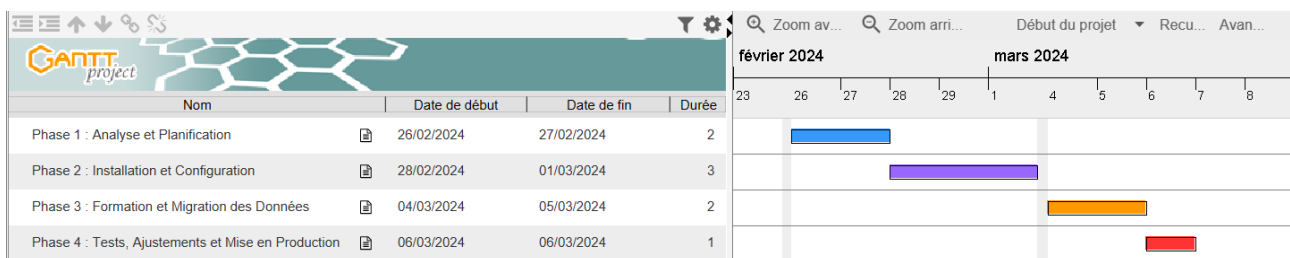 Zoom av... Zoom arri... Début du projet Recu... Avan...
GANTT project
février 2024 mars 2024
23 26 27 28 29 1 4 5 6 7 8
Nom Date de début Date de fin Durée
Phase 1 : Analyse et Planification 26/02/2024 27/02/2024 2
Phase 2 : Installation et Configuration 28/02/2024 01/03/2024 3
Phase 3 : Formation et Migration des Données 04/03/2024 05/03/2024 2
Phase 4 : Tests, Ajustements et Mise en Production 06/03/2024 06/03/2024 1